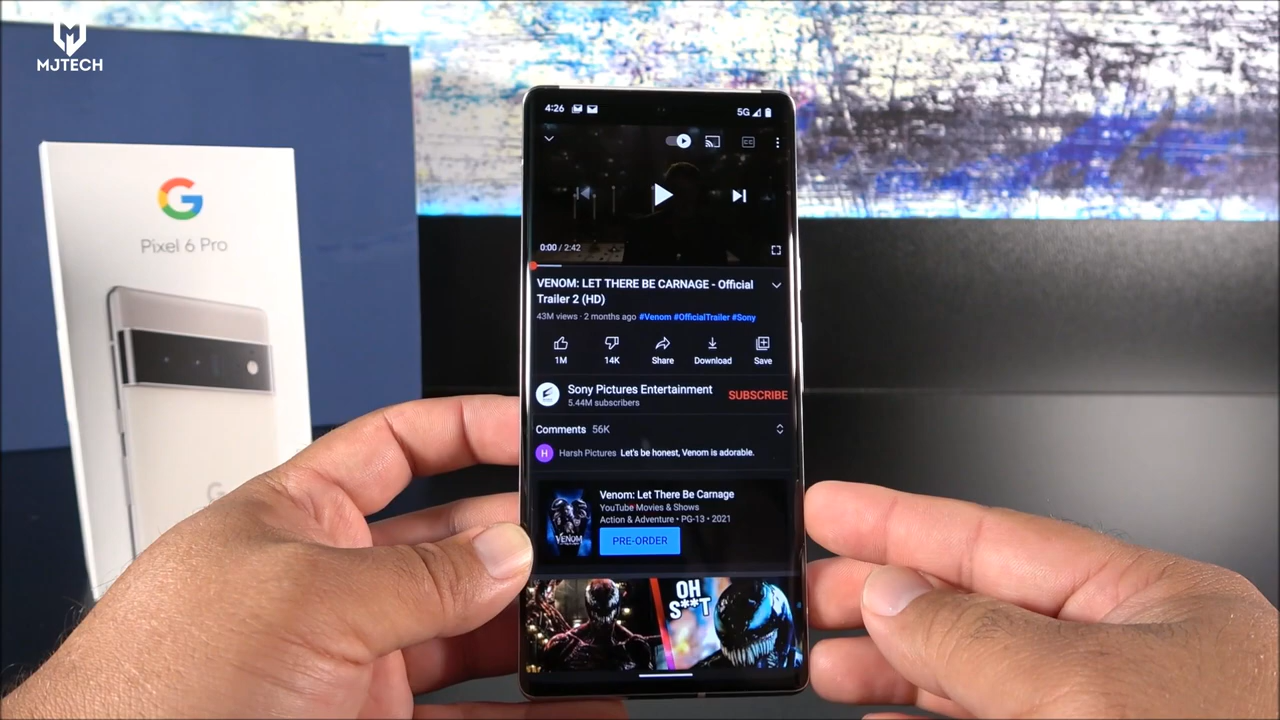 MJTECH
G
Pixel 6 Pro
4:26
5G
CC
0:00 / 2:42
VENOM: LET THERE BE CARNAGE - Official
Trailer 2 (HD)
43M views · 2 months ago #Venom #OfficialTrailer #Sony
1M
14K
Share
Download
Save
Sony Pictures Entertainment
5.44M subscribers
SUBSCRIBE
Comments 56K
H
Harsh Pictures Let's be honest, Venom is adorable.
Venom: Let There Be Carnage
YouTube Movies & Shows
Action & Adventure • PG-13 • 2021
PRE-ORDER
VENOM
OH
S**T